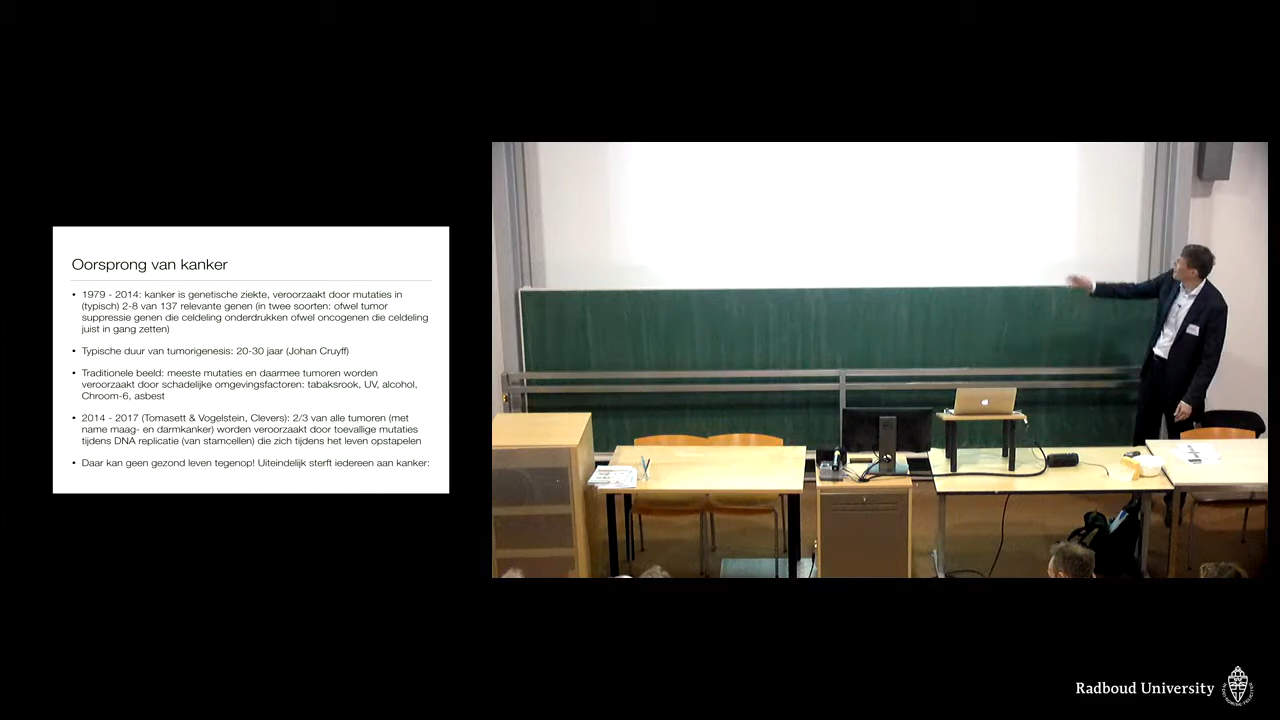 Oorsprong van kanker
• 1979 - 2014: kanker is genetische ziekte, veroorzaakt door mutaties in
(typisch) 2-8 van 137 relevante genen (in twee soorten: ofwel tumor
suppressie genen die celdeling onderdrukken ofwel oncogenen die celdeling
juist in gang zetten)
• Typische duur van tumorigenesis: 20-30 jaar (Johan Cruyff)
• Traditionele beeld: meeste mutaties en daarmee tumoren worden
veroorzaakt door schadelijke omgevingsfactoren: tabaksrook, UV, alcohol,
Chroom-6, asbest
• 2014 - 2017 (Tomasett & Vogelstein, Clevers): 2/3 van alle tumoren (met
name maag- en darmkanker) worden veroorzaakt door toevallige mutaties
tijdens DNA replicatie (van stamcellen) die zich tijdens het leven opstapelen
• Daar kan geen gezond leven tegenop! Uiteindelijk sterft iedereen aan kanker:
Radboud University